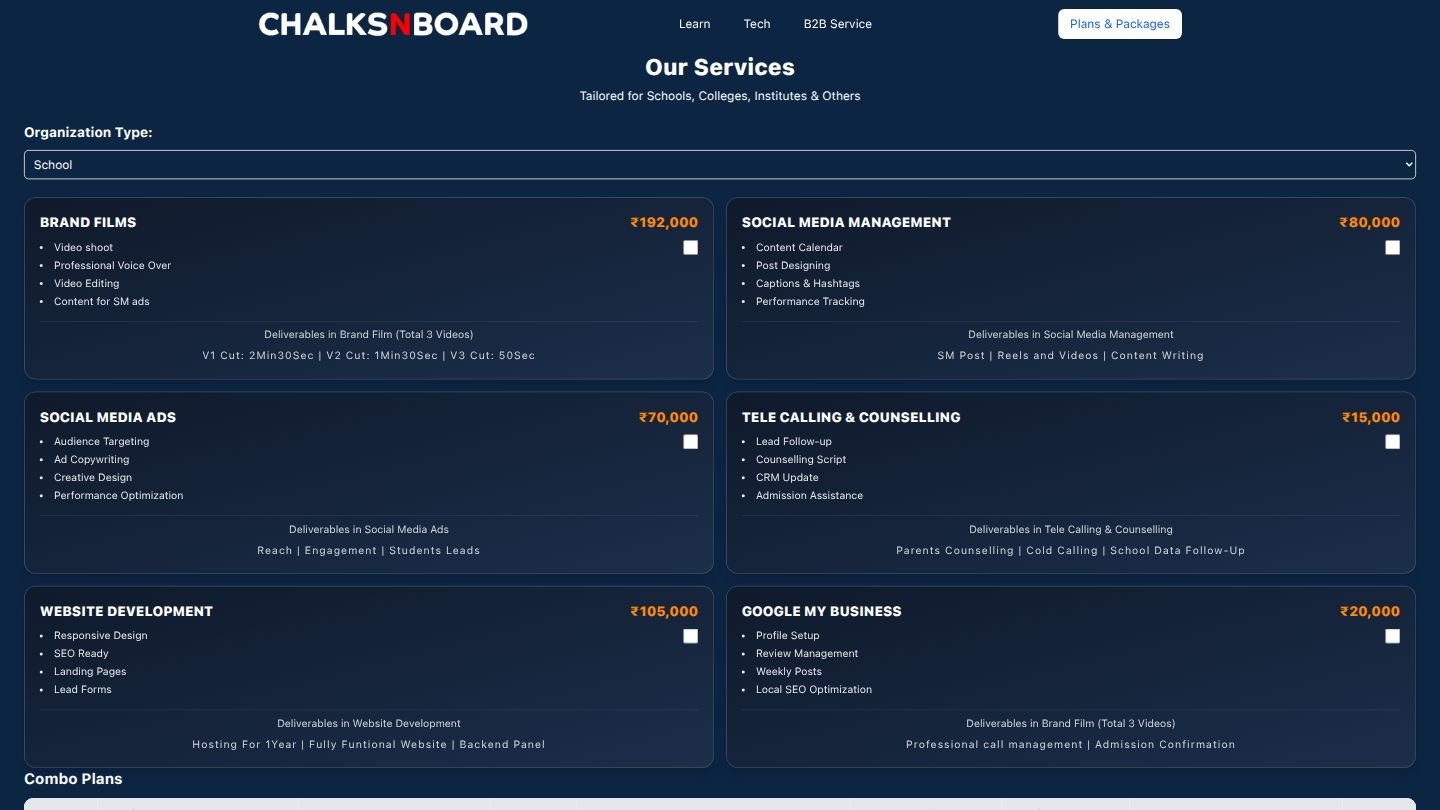 CHALKSNBOARD
Learn
Tech
B2B Service
Plans & Packages
Our Services
Tailored for Schools, Colleges, Institutes & Others
Organization Type:
School
BRAND FILMS
₹192,000
• Video shoot
• Professional Voice Over
• Video Editing
• Content for SM ads
Deliverables in Brand Film (Total 3 Videos)
V1 Cut: 2Min30Sec | V2 Cut: 1Min30Sec | V3 Cut: 50Sec
SOCIAL MEDIA MANAGEMENT
₹80,000
• Content Calendar
• Post Designing
• Captions & Hashtags
• Performance Tracking
Deliverables in Social Media Management
SM Post | Reels and Videos | Content Writing
SOCIAL MEDIA ADS
₹70,000
• Audience Targeting
• Ad Copywriting
• Creative Design
• Performance Optimization
Deliverables in Social Media Ads
Reach | Engagement | Students Leads
TELE CALLING & COUNSELLING
₹15,000
• Lead Follow-up
• Counselling Script
• CRM Update
• Admission Assistance
Deliverables in Tele Calling & Counselling
Parents Counselling | Cold Calling | School Data Follow-Up
WEBSITE DEVELOPMENT
₹105,000
• Responsive Design
• SEO Ready
• Landing Pages
• Lead Forms
Deliverables in Website Development
Hosting For 1Year | Fully Funtional Website | Backend Panel
GOOGLE MY BUSINESS
₹20,000
• Profile Setup
• Review Management
• Weekly Posts
• Local SEO Optimization
Deliverables in Brand Film (Total 3 Videos)
Professional call management | Admission Confirmation
Combo Plans